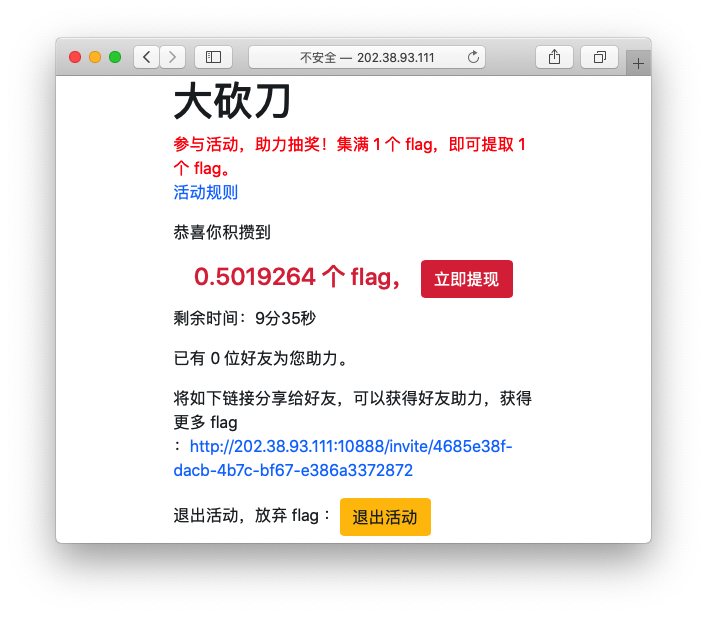 不安全 — 202.38.93.111
大砍刀
参与活动，助力抽奖！集满 1 个 flag，即可提取 1
个 flag。
活动规则
恭喜你积攒到
0.5019264 个 flag， 立即提现
剩余时间：9分35秒
已有 0 位好友为您助力。
将如下链接分享给好友，可以获得好友助力，获得
更多 flag
：http://202.38.93.111:10888/invite/4685e38f-
dacb-4b7c-bf67-e386a3372872
退出活动，放弃 flag： 退出活动